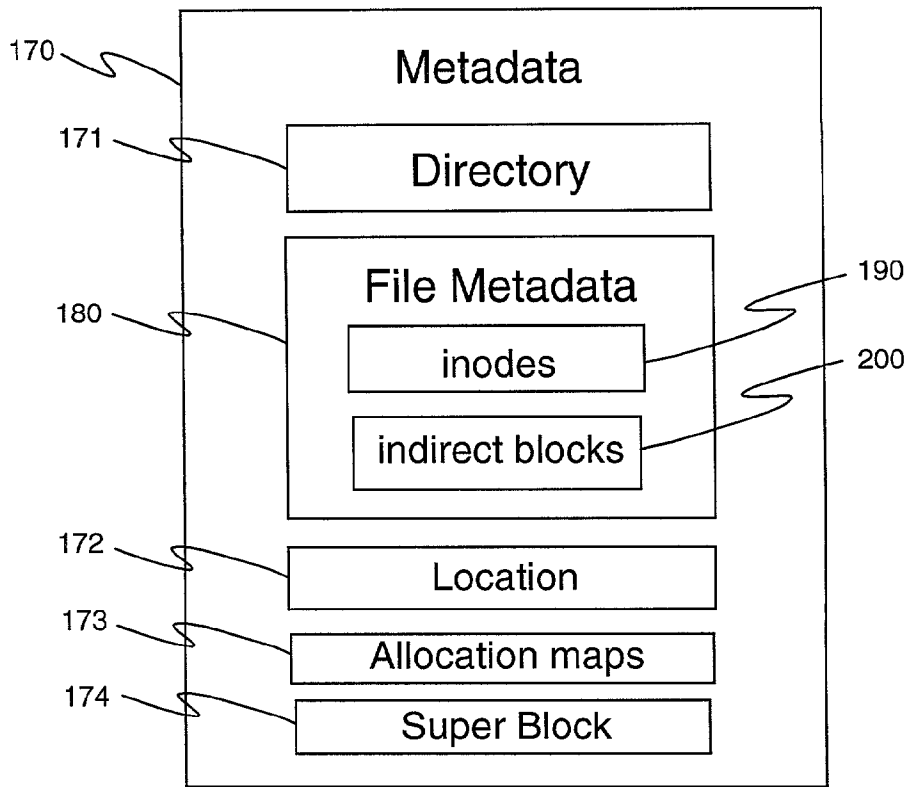 170
Metadata
171
Directory
File Metadata
190
180
inodes
200
indirect blocks
172
Location
173
Allocation maps
174
Super Block